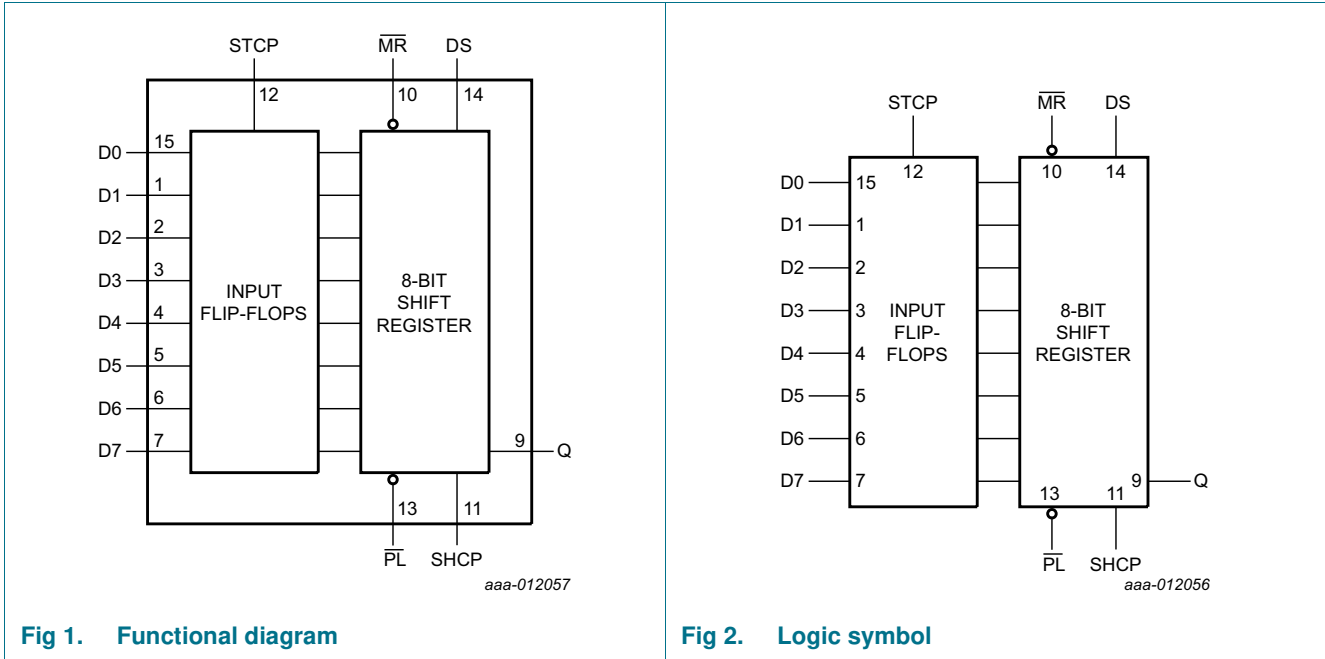 STCP
M̅R̅
DS
12
10
14
D0
15
D1
1
D2
2
D3
3
D4
4
D5
5
D6
6
D7
7
INPUT
FLIP-FLOPS
8-BIT
SHIFT
REGISTER
9
Q
13
11
P̅L̅
SHCP
aaa-012057
Fig 1. Functional diagram
STCP
M̅R̅
DS
12
10
14
D0
15
D1
1
D2
2
D3
3
D4
4
D5
5
D6
6
D7
7
INPUT
FLIP-
FLOPS
8-BIT
SHIFT
REGISTER
9
Q
13
11
P̅L̅
SHCP
aaa-012056
Fig 2. Logic symbol